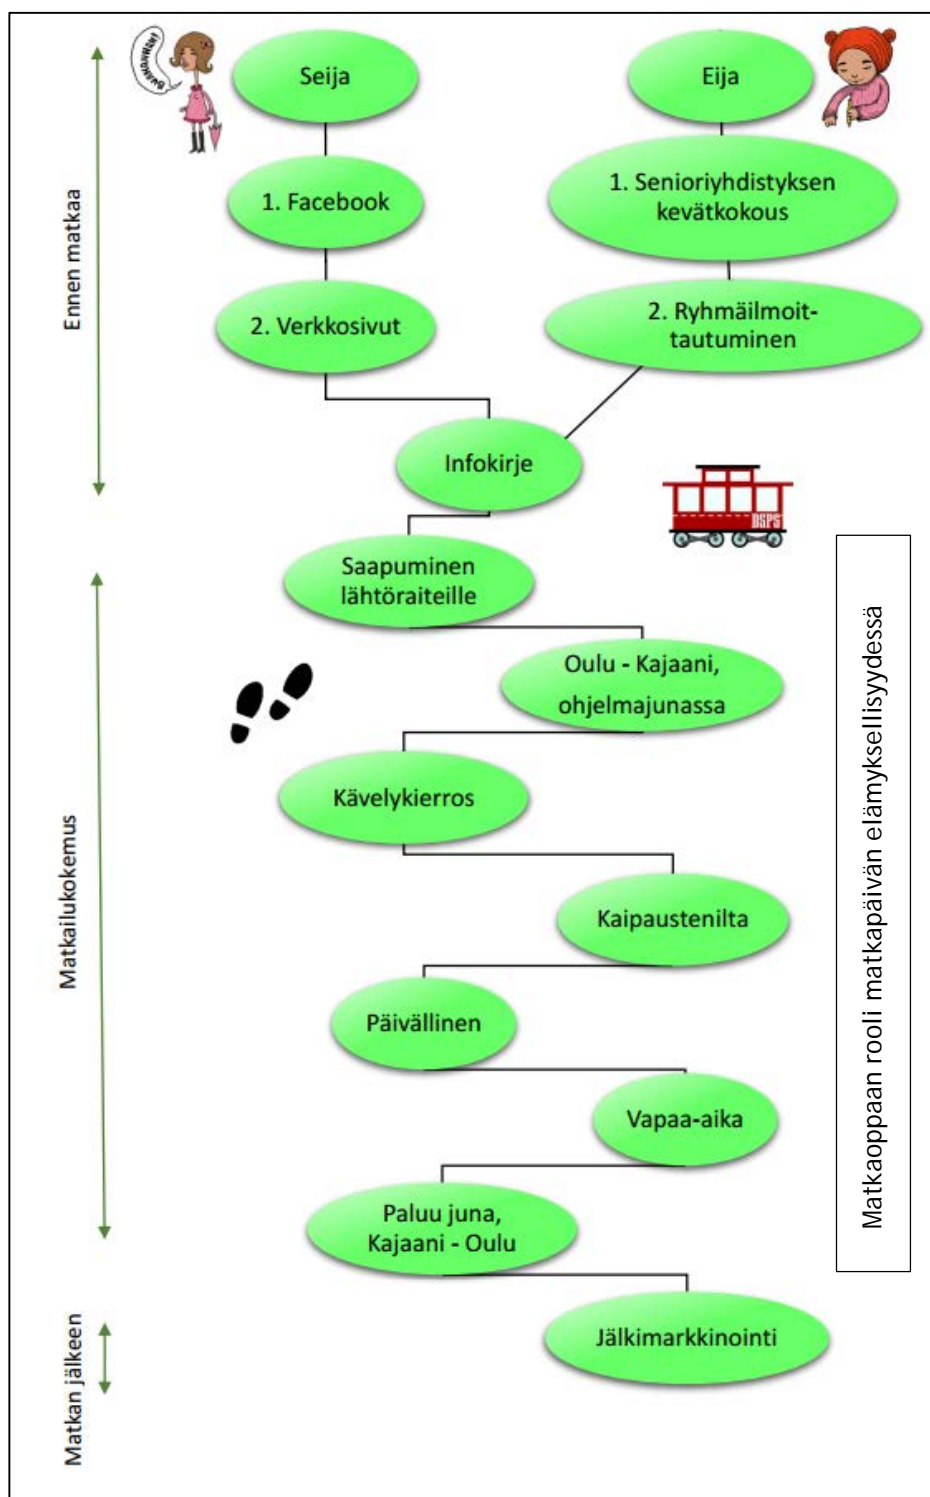 Seija
Eija
1. Facebook
1. Senioriyhdistyksen
kevätkokous
2. Verkkosivut
2. Ryhmäilmoit-
tautuminen
Infokirje
Ennen matkaa
BSPS
Saapuminen
lähtöraiteille
Oulu - Kajaani,
ohjelmajunassa
Kävelykierros
Kaipaustenilta
Päivällinen
Vapaa-aika
Paluu juna,
Kajaani - Oulu
Matkailukokemus
Matkaoppaan rooli matkapäivän elämyksellisyydessä
Jälkimarkkinointi
Matkan jälkeen